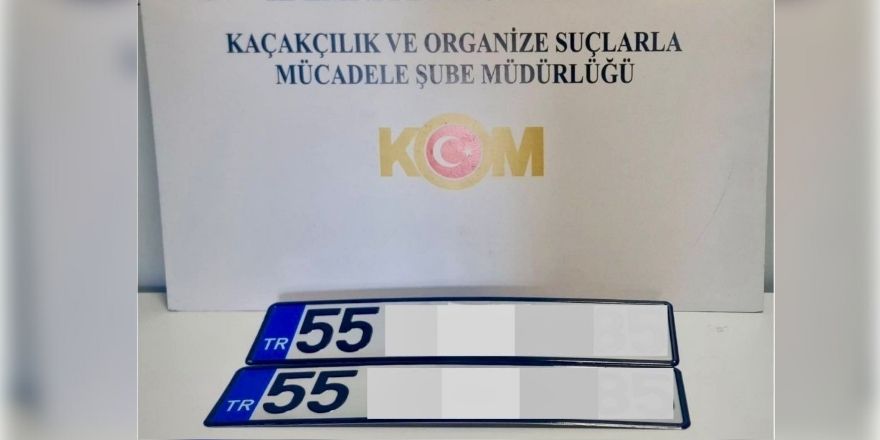 KAÇAKÇILIK VE ORGANİZE SUÇLARLA
MÜCADELE ŞUBE MÜDÜRLÜĞÜ
KOM
TR 55
TR 55